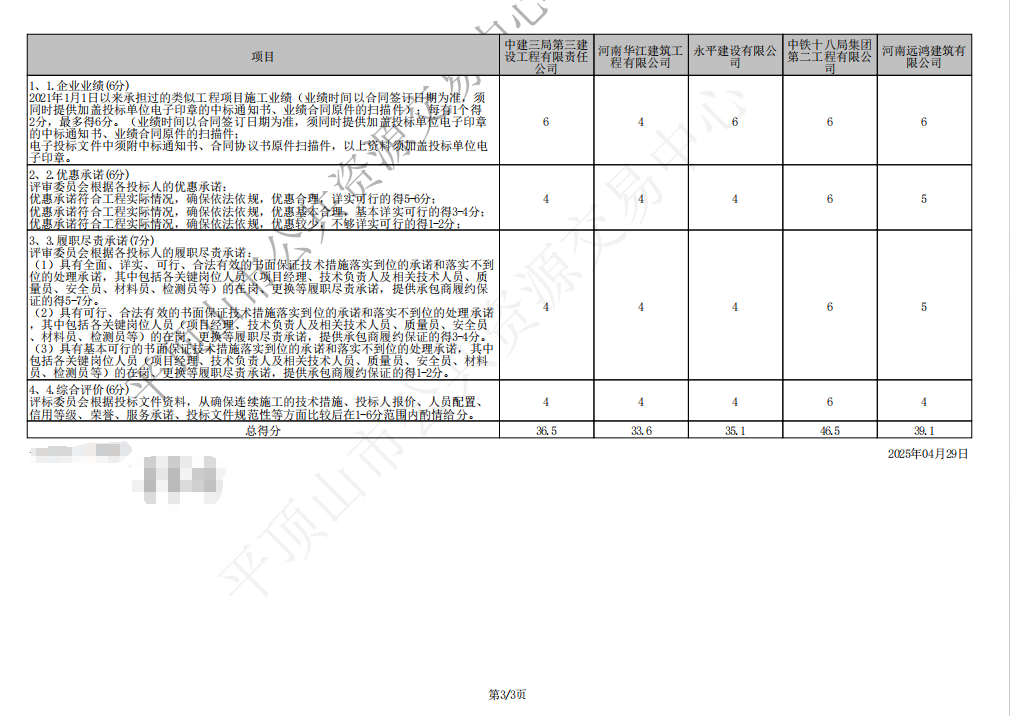 项目
中建三局第三建
设工程有限责任
公司
河南华江建筑工
程有限公司
永平建设有限公
司
中铁十八局集团
第二工程有限公
司
河南远鸿建筑有
限公司
1、1.企业业绩(6分)
2021年1月1日以来承担过的类似工程项目施工业绩（业绩时间以合同签订日期为准，须
同时提供加盖投标单位电子印章的中标通知书、业绩合同原件的扫描件），每有1个得
2分，最多得6分。（业绩时间以合同签订日期为准，须同时提供加盖投标单位电子印章
的中标通知书、业绩合同原件的扫描件；
电子投标文件中须附中标通知书、合同协议书原件扫描件，以上资料须加盖投标单位电
子印章。
6
4
6
6
6
2、2.优惠承诺(6分)
评审委员会根据各投标人的优惠承诺：
优惠承诺符合工程实际情况，确保依法依规，优惠合理，详实可行的得5-6分；
优惠承诺符合工程实际情况，确保依法依规，优惠基本合理，基本详实可行的得3-4分；
优惠承诺符合工程实际情况，确保依法依规，优惠较少，不够详实可行的得1-2分；
4
4
4
6
5
3、3.履职尽责承诺(7分)
评审委员会根据各投标人的履职尽责承诺：
（1）具有全面、详实、可行、合法有效的书面保证技术措施落实到位的承诺和落实不到
位的处理承诺，其中包括各关键岗位人员（项目经理、技术负责人及相关技术人员、质
量员、安全员、材料员、检测员等）的在岗、更换等履职尽责承诺，提供承包商履约保
证的得5-7分。
（2）具有可行、合法有效的书面保证技术措施落实到位的承诺和落实不到位的处理承诺
，其中包括各关键岗位人员（项目经理、技术负责人及相关技术人员、质量员、安全员
、材料员、检测员等）的在岗、更换等履职尽责承诺，提供承包商履约保证的得3-4分。
（3）具有基本可行的书面保证技术措施落实到位的承诺和落实不到位的处理承诺，其中
包括各关键岗位人员（项目经理、技术负责人及相关技术人员、质量员、安全员、材料
员、检测员等）的在岗、更换等履职尽责承诺，提供承包商履约保证的得1-2分。
4
4
4
6
5
4、4.综合评价(6分)
评标委员会根据投标文件资料，从确保连续施工的技术措施、投标人报价、人员配置、
信用等级、荣誉、服务承诺、投标文件规范性等方面比较后在1-6分范围内酌情给分。
4
4
4
6
4
总得分
36.5
33.6
35.1
46.5
39.1
2025年04月29日
平顶山市公共资源交易中心
平顶山市公共资源交易中心
第3/3页